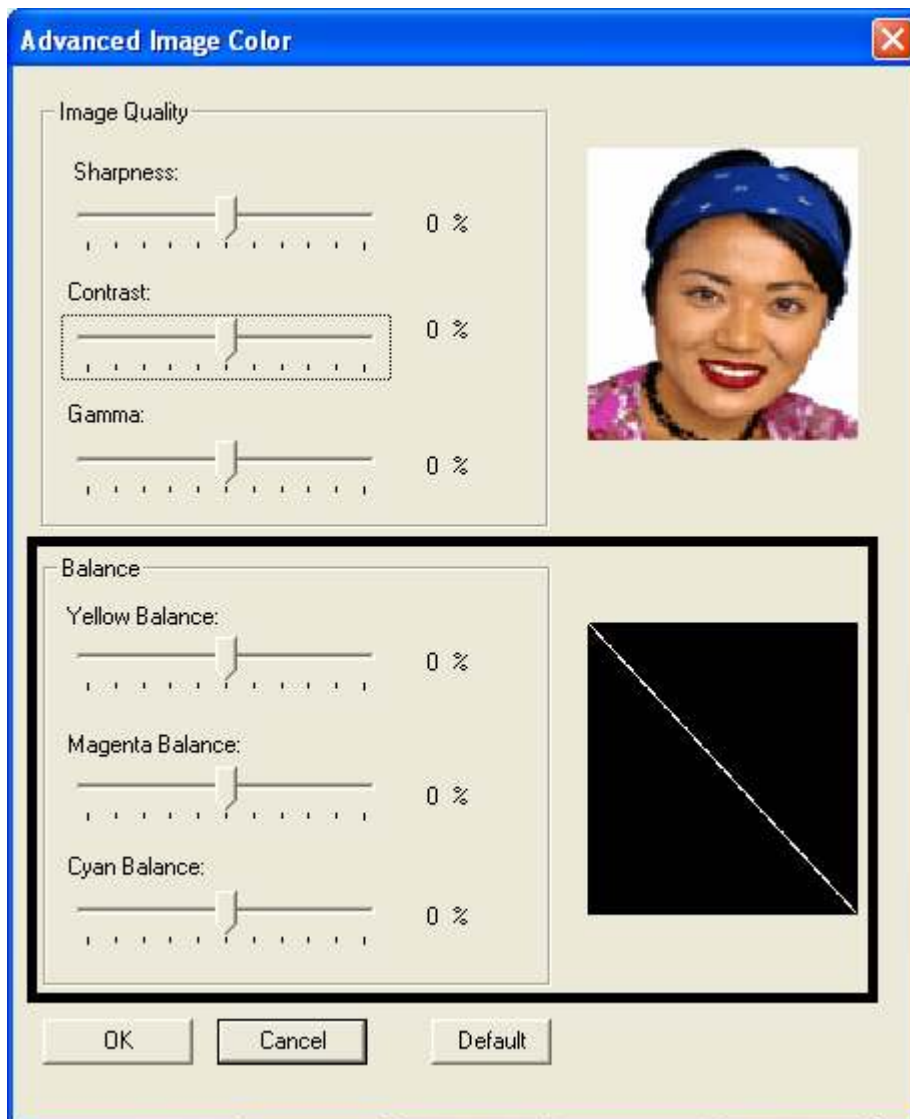 Advanced Image Color
Image Quality
Sharpness:
0 %
Contrast:
0 %
Gamma:
0 %
Balance
Yellow Balance:
0 %
Magenta Balance:
0 %
Cyan Balance:
0 %
OK Cancel Default